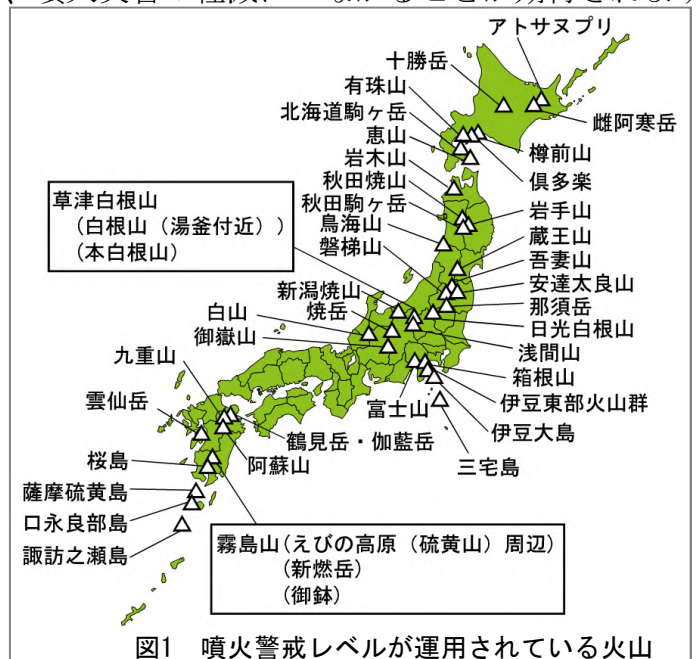 アトサヌプリ
十勝岳
有珠山
北海道駒ヶ岳
恵山
岩木山
秋田焼山
秋田駒ヶ岳
鳥海山
磐梯山
雌阿寒岳
樽前山
倶多楽
岩手山
蔵王山
吾妻山
安達太良山
那須岳
日光白根山
浅間山
箱根山
伊豆東部火山群
伊豆大島
三宅島
草津白根山
(白根山(湯釜付近))
(本白根山)
新潟焼山
焼岳
白山
御嶽山
富士山
九重山
雲仙岳
鶴見岳・伽藍岳
阿蘇山
桜島
薩摩硫黄島
口永良部島
諏訪之瀬島
霧島山(えびの高原(硫黄山)周辺)
(新燃岳)
(御鉢)
図1 噴火警戒レベルが運用されている火山